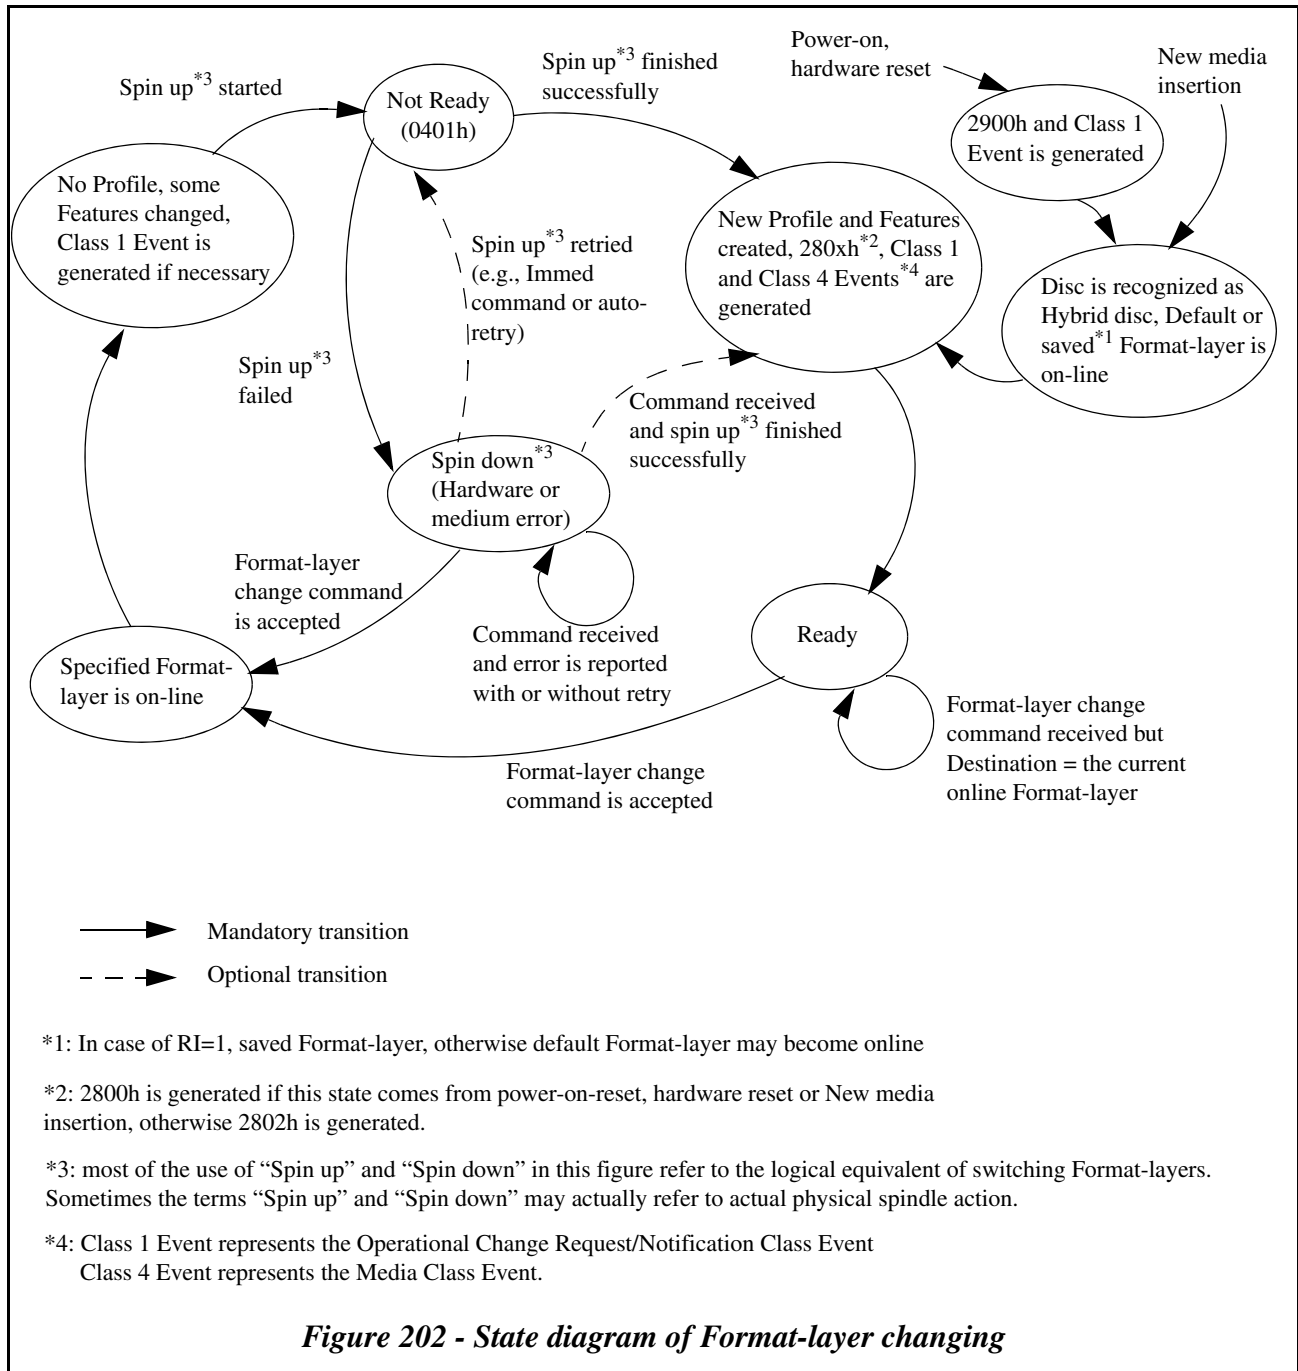 Power-on,
hardware reset
New media
insertion
Spin up*3 finished
successfully
Spin up*3 started
Not Ready
(0401h)
2900h and Class 1
Event is generated
No Profile, some
Features changed,
Class 1 Event is
generated if necessary
New Profile and Features
created, 280xh*2, Class 1
and Class 4 Events*4 are
generated
Spin up*3 retried
(e.g., Immed
command or auto-
retry)
Disc is recognized as
Hybrid disc, Default or
saved*1 Format-layer is
on-line
Spin up*3
failed
Command received
and spin up*3 finished
successfully
Spin down*3
(Hardware or
medium error)
Format-layer
change command
is accepted
Command received
and error is reported
with or without retry
Ready
Specified Format-
layer is on-line
Format-layer change
command received but
Destination = the current
online Format-layer
Format-layer change
command is accepted
Mandatory transition
Optional transition
*1: In case of RI=1, saved Format-layer, otherwise default Format-layer may become online
*2: 2800h is generated if this state comes from power-on-reset, hardware reset or New media
insertion, otherwise 2802h is generated.
*3: most of the use of “Spin up” and “Spin down” in this figure refer to the logical equivalent of switching Format-layers.
Sometimes the terms “Spin up” and “Spin down” may actually refer to actual physical spindle action.
*4: Class 1 Event represents the Operational Change Request/Notification Class Event
Class 4 Event represents the Media Class Event.
Figure 202 - State diagram of Format-layer changing